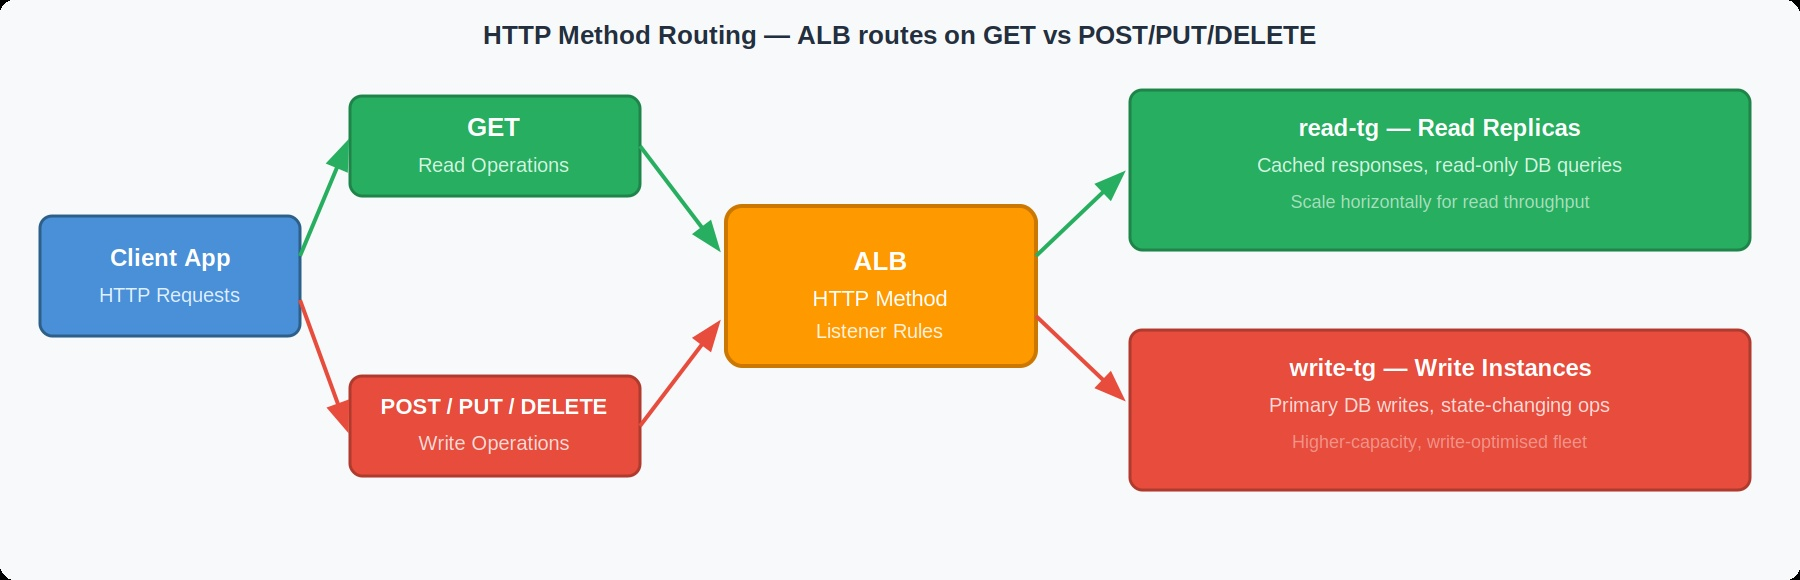 HTTP Method Routing — ALB routes on GET vs POST/PUT/DELETE
Client App
HTTP Requests
GET
Read Operations
POST / PUT / DELETE
Write Operations
ALB
HTTP Method
Listener Rules
read-tg — Read Replicas
Cached responses, read-only DB queries
Scale horizontally for read throughput
write-tg — Write Instances
Primary DB writes, state-changing ops
Higher-capacity, write-optimised fleet